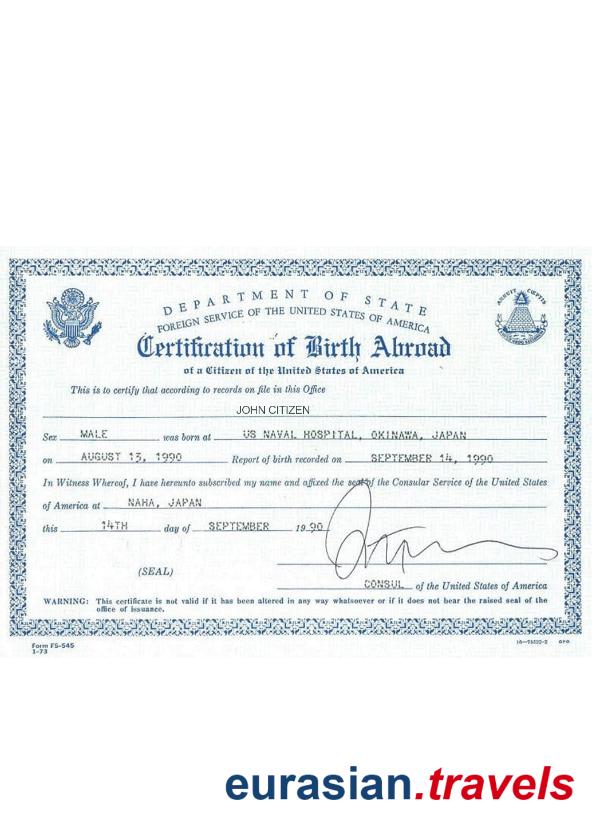 DEPARTMENT OF STATE
FOREIGN SERVICE OF THE UNITED STATES OF AMERICA
ANNUIT CŒPTIS
Certification of Birth Abroad
of a Citizen of the United States of America
This is to certify that according to records on file in this Office
JOHN CITIZEN
Sex MALE was born at US NAVAL HOSPITAL, OKINAWA, JAPAN
on AUGUST 13, 1990 Report of birth recorded on SEPTEMBER 14, 1990
In Witness Whereof, I have hereunto subscribed my name and affixed the seal of the Consular Service of the United States
of America at NAHA, JAPAN
this 14TH day of SEPTEMBER 19 90
(SEAL)
CONSUL of the United States of America
WARNING: This certificate is not valid if it has been altered in any way whatsoever or if it does not bear the raised seal of the
office of issuance.
Form FS-545
1-73
GPO
eurasian.travels